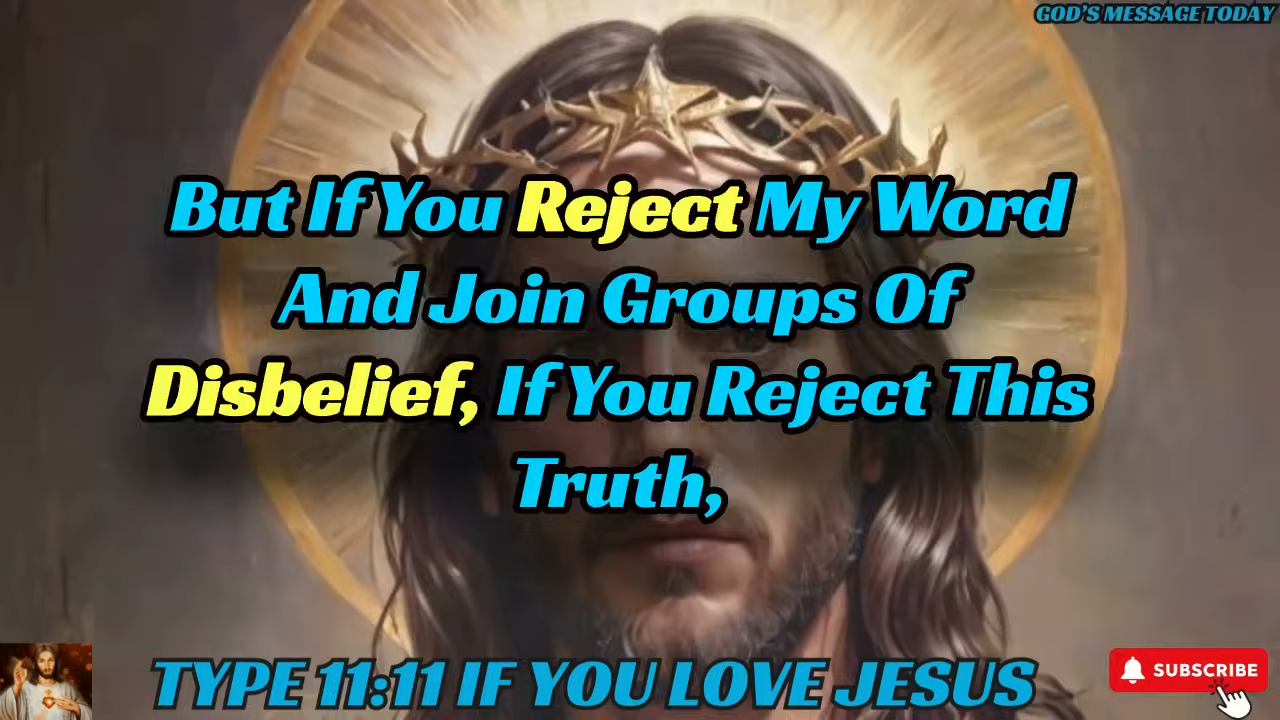 GOD'S MESSAGE TODAY
But If You Reject My Word
And Join Groups Of
Disbelief, If You Reject This
Truth,
TYPE 11:11 IF YOU LOVE JESUS
SUBSCRIBE